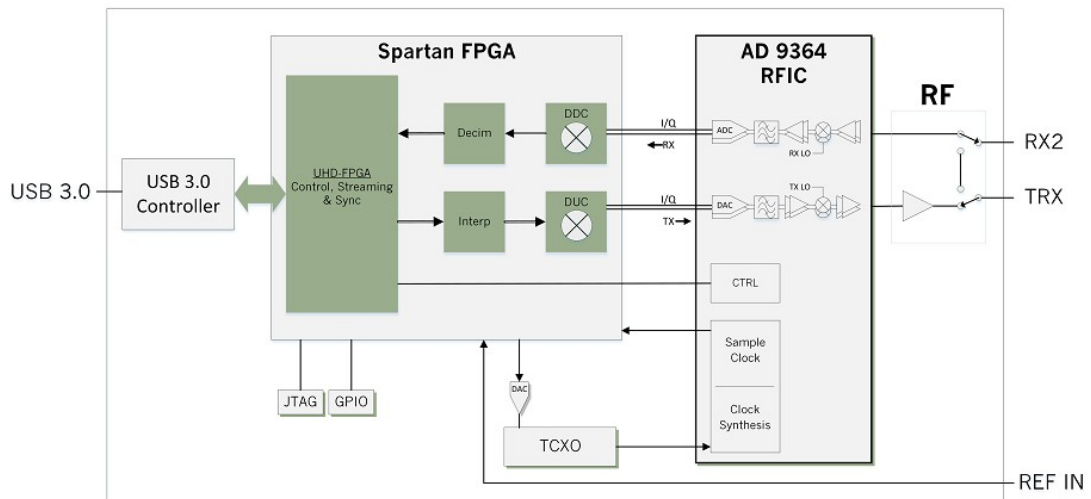 Spartan FPGA
AD 9364
RFIC
RF
UHD-FPGA
Control, Streaming
& Sync
Decim
DDC
I/Q
RX
ADC
RX LO
RX2
USB 3.0
USB 3.0
Controller
Interp
DUC
I/Q
TX
DAC
TX LO
TRX
CTRL
Sample
Clock
Clock
Synthesis
JTAG
GPIO
DAC
TCXO
REF IN